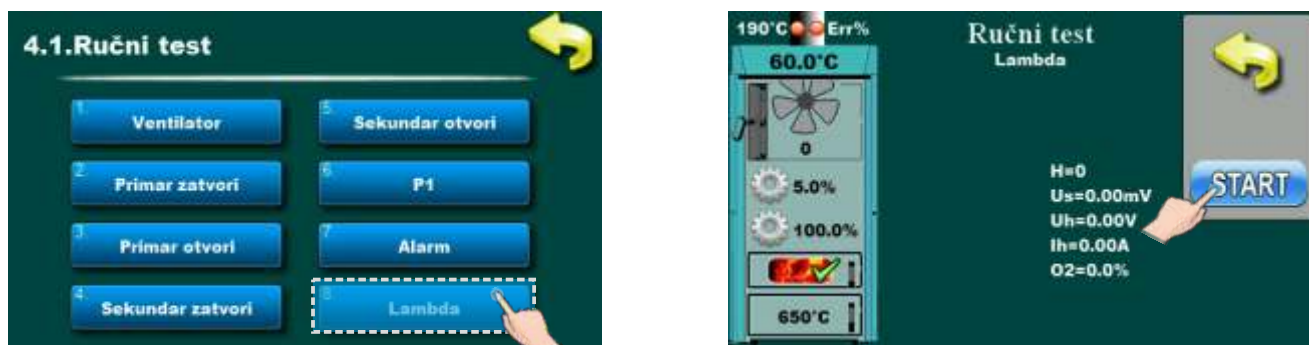 4.1.Ručni test
1. Ventilator
2. Primar zatvori
3. Primar otvori
4. Sekundar zatvori
5. Sekundar otvori
6. P1
7. Alarm
8. Lambda
190°C Err%
60.0°C
0
5.0%
100.0%
650°C
Ručni test
Lambda
H=0
Us=0.00mV
Uh=0.00V
Ih=0.00A
O2=0.0%
START